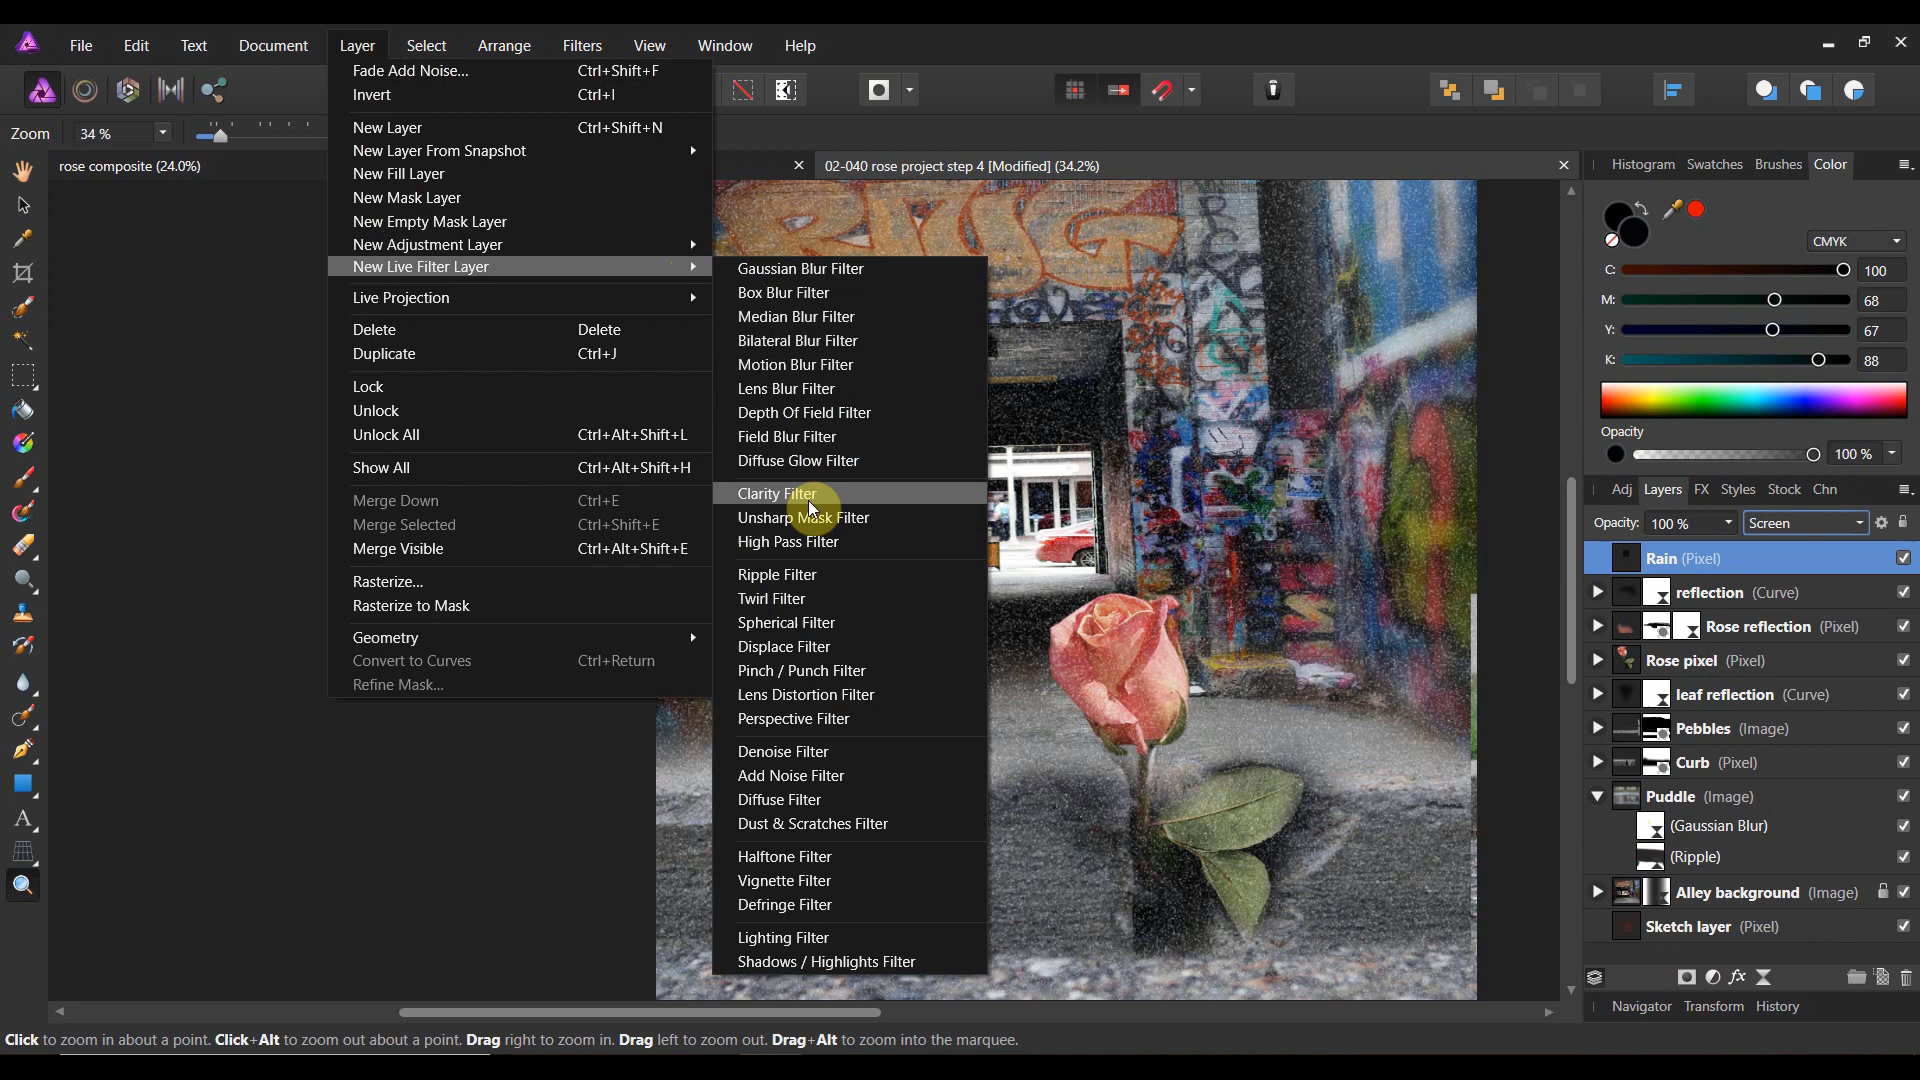 File Edit Text Document Layer Select Arrange Filters View Window Help
Zoom 34 %
rose composite (24.0%)
02-040 rose project step 4 [Modified] (34.2%)
Fade Add Noise... Ctrl+Shift+F
Invert Ctrl+I
New Layer Ctrl+Shift+N
New Layer From Snapshot
New Fill Layer
New Mask Layer
New Empty Mask Layer
New Adjustment Layer
New Live Filter Layer
Live Projection
Delete Delete
Duplicate Ctrl+J
Lock
Unlock
Unlock All Ctrl+Alt+Shift+L
Show All Ctrl+Alt+Shift+H
Merge Down Ctrl+E
Merge Selected Ctrl+Shift+E
Merge Visible Ctrl+Alt+Shift+E
Rasterize...
Rasterize to Mask
Geometry
Convert to Curves Ctrl+Return
Refine Mask...
Gaussian Blur Filter
Box Blur Filter
Median Blur Filter
Bilateral Blur Filter
Motion Blur Filter
Lens Blur Filter
Depth Of Field Filter
Field Blur Filter
Diffuse Glow Filter
Clarity Filter
Unsharp Mask Filter
High Pass Filter
Ripple Filter
Twirl Filter
Spherical Filter
Displace Filter
Pinch / Punch Filter
Lens Distortion Filter
Perspective Filter
Denoise Filter
Add Noise Filter
Diffuse Filter
Dust & Scratches Filter
Halftone Filter
Vignette Filter
Defringe Filter
Lighting Filter
Shadows / Highlights Filter
Histogram Swatches Brushes Color
CMYK
C: 100
M: 68
Y: 67
K: 88
Opacity
100 %
Adj Layers FX Styles Stock Chn
Opacity: 100 % Screen
Rain (Pixel)
reflection (Curve)
Rose reflection (Pixel)
Rose pixel (Pixel)
leaf reflection (Curve)
Pebbles (Image)
Curb (Pixel)
Puddle (Image)
(Gaussian Blur)
(Ripple)
Alley background (Image)
Sketch layer (Pixel)
Navigator Transform History
Click to zoom in about a point. Click+Alt to zoom out about a point. Drag right to zoom in. Drag left to zoom out. Drag+Alt to zoom into the marquee.